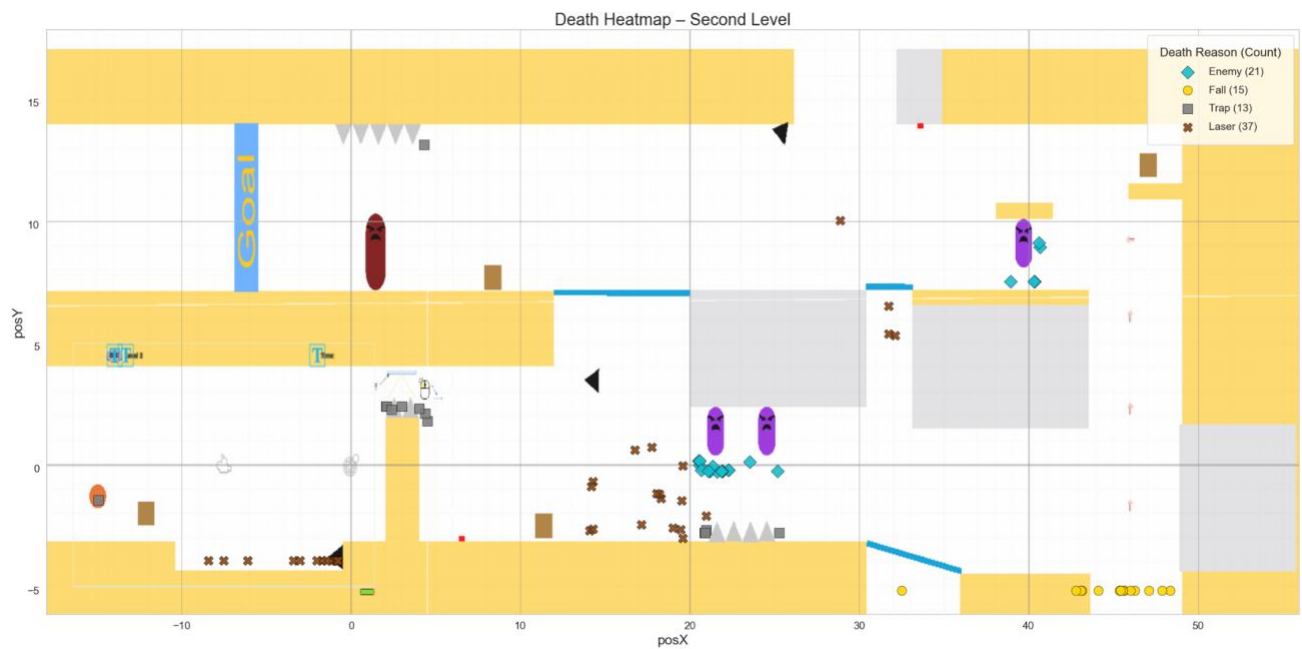 Death Heatmap – Second Level
Death Reason (Count)
Enemy (21)
Fall (15)
Trap (13)
Laser (37)
Goal
T
T
T
Time
posY
15
10
5
0
−5
−10
0
10
20
30
40
50
posX